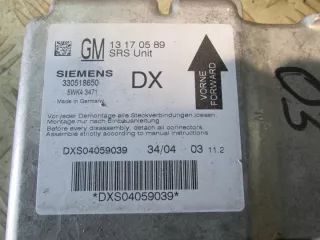 GM 13 17 05 89
SRS Unit
SIEMENS DX
330518650
5WK4 3471
Made in Germany
VORNE
FORWARD
Vor jeder Demontage alle Steckverbindungen lösen.
Montage nur nach Einbauanleitung
Before every disassembly, detach all connectors.
Assemble strictly according to manual instructions
DXS04059039 34/04 03 11.2
*DXS04059039*
03